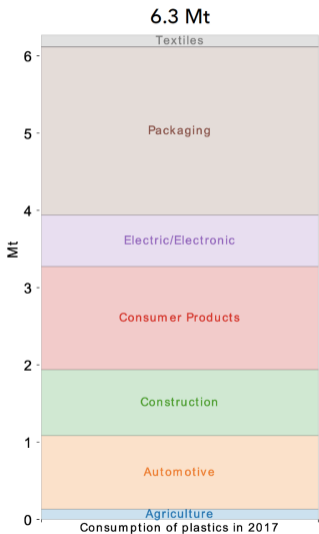 6.3 Mt
Textiles
6
Packaging
5
4
Electric/Electronic
Mt
3
Consumer Products
2
Construction
1
Automotive
Agriculture
0
Consumption of plastics in 2017